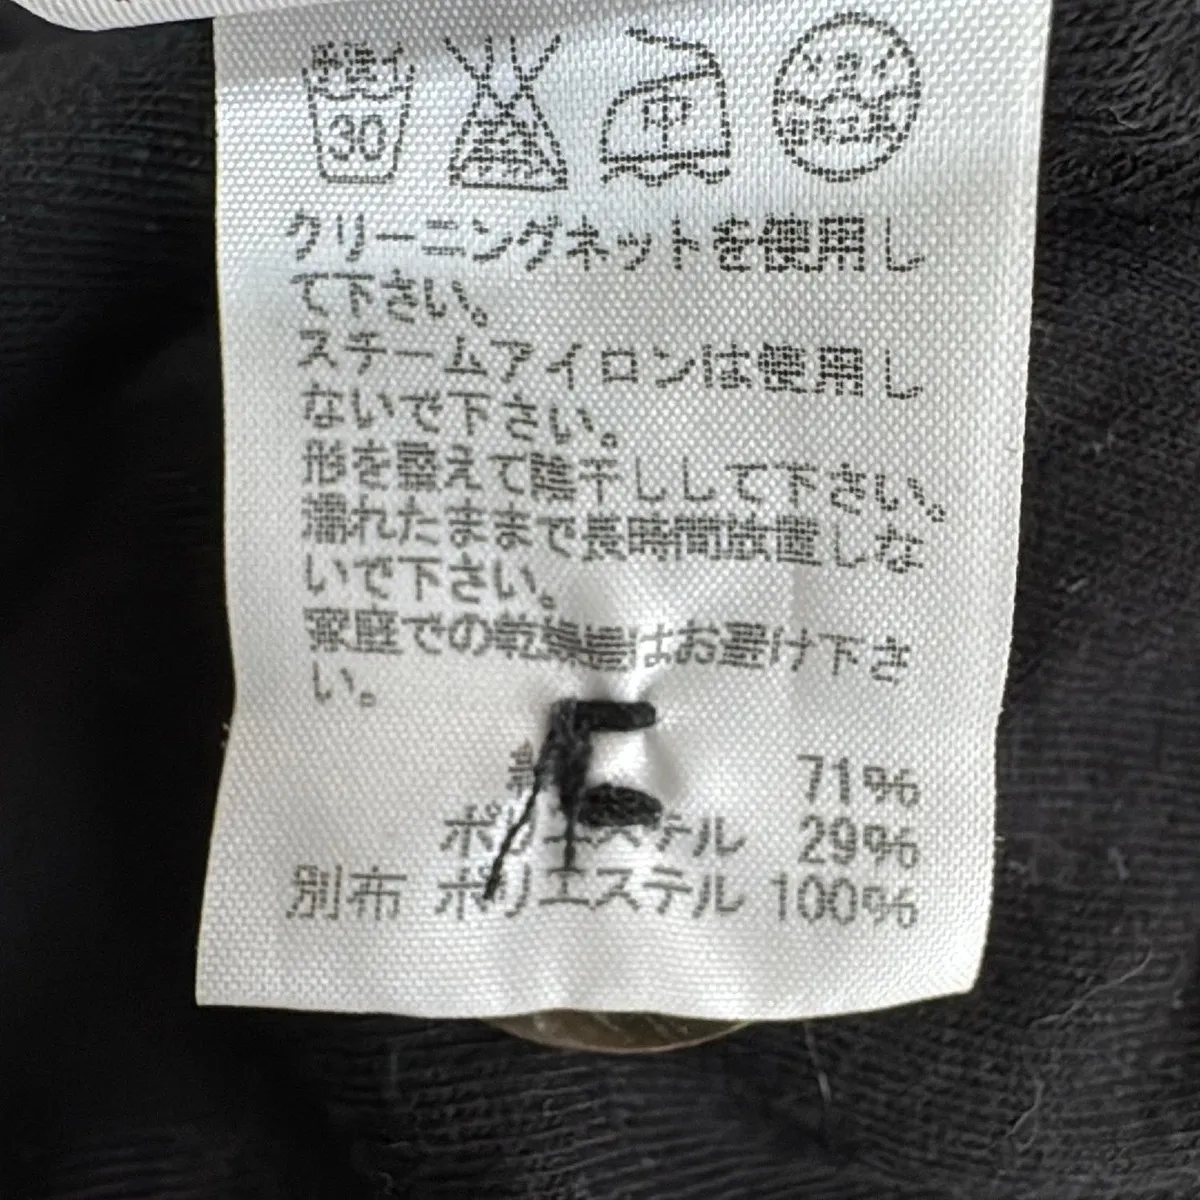 手洗イ
30
中
ドライ
クリーニングネットを使用し
て下さい。
スチームアイロンは使用し
ないで下さい。
形を整えて陰干ししして下さい。
濡れたままで長時間放置しな
いで下さい。
家庭での乾燥機はお避け下さ
い。
71%
ポリエステル 29%
別布 ポリエステル 100%